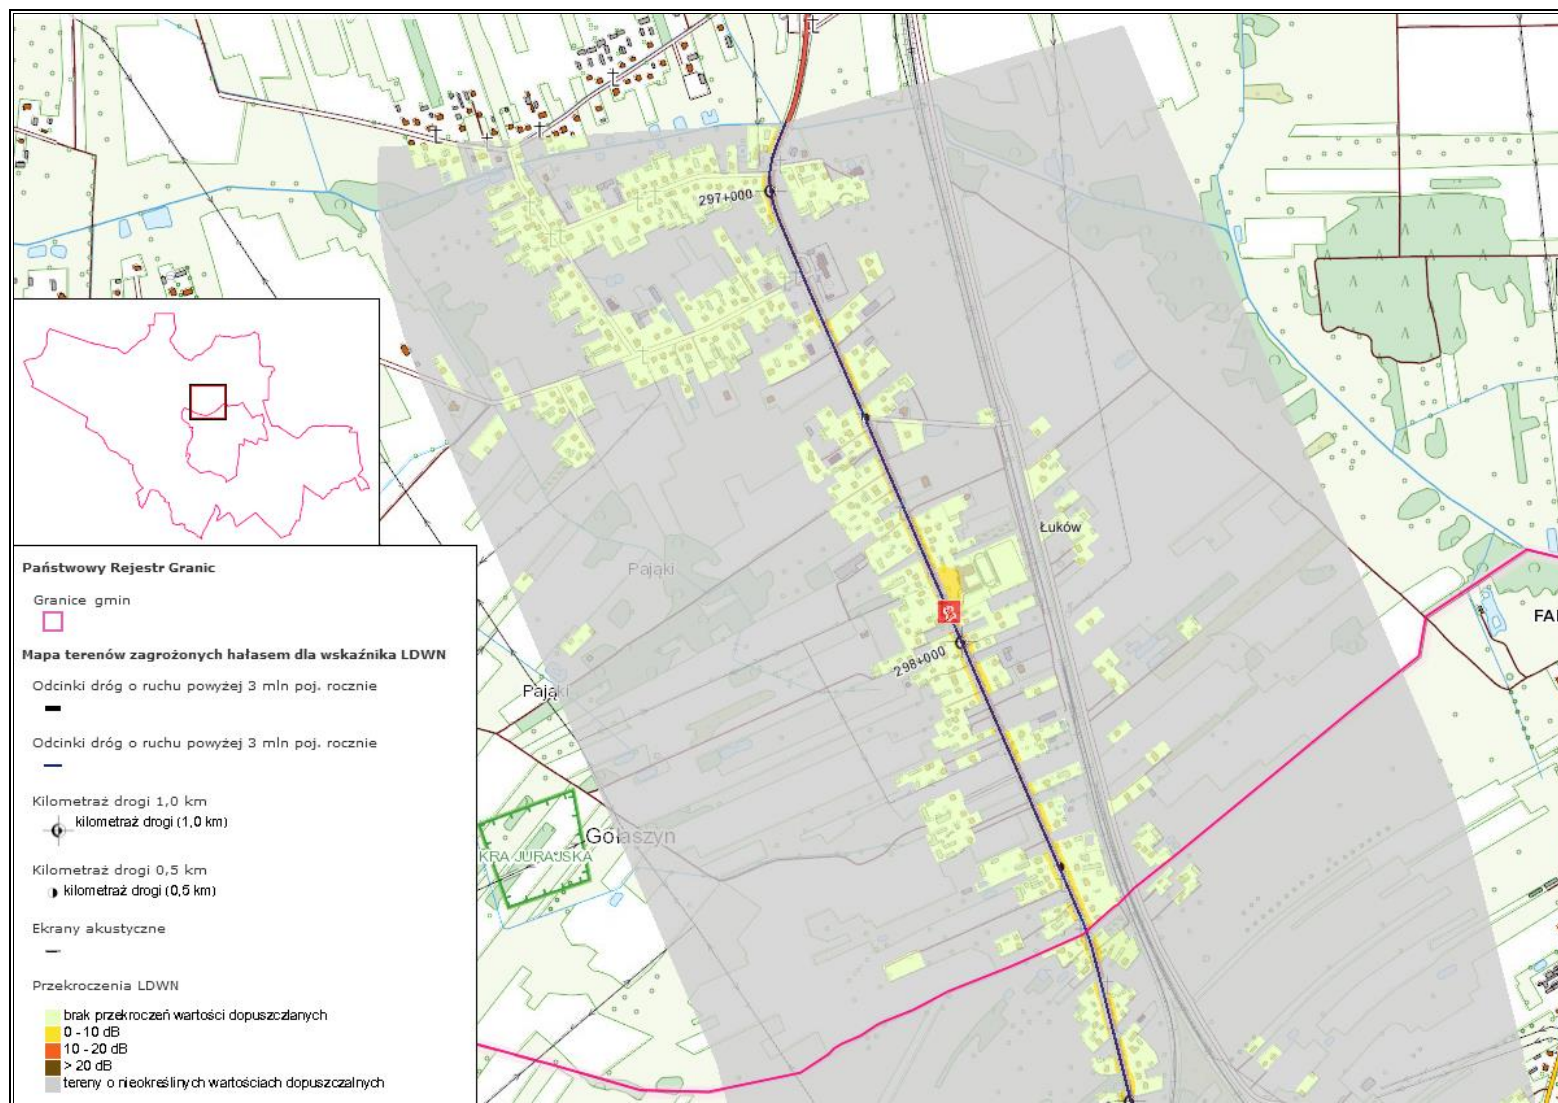 297+000
Łuków
Pająki
298+000
FA
Pająki
Gołaszyn
KRA JURAJSKA
Państwowy Rejestr Granic
Granice gmin
Mapa terenów zagrożonych hałasem dla wskaźnika LDWN
Odcinki dróg o ruchu powyżej 3 mln poj. rocznie
Odcinki dróg o ruchu powyżej 3 mln poj. rocznie
Kilometraż drogi 1,0 km
kilometraż drogi (1,0 km)
Kilometraż drogi 0,5 km
kilometraż drogi (0,5 km)
Ekrany akustyczne
Przekroczenia LDWN
brak przekroczeń wartości dopuszczlanych
0 - 10 dB
10 - 20 dB
> 20 dB
tereny o nieokreślinych wartościach dopuszczalnych